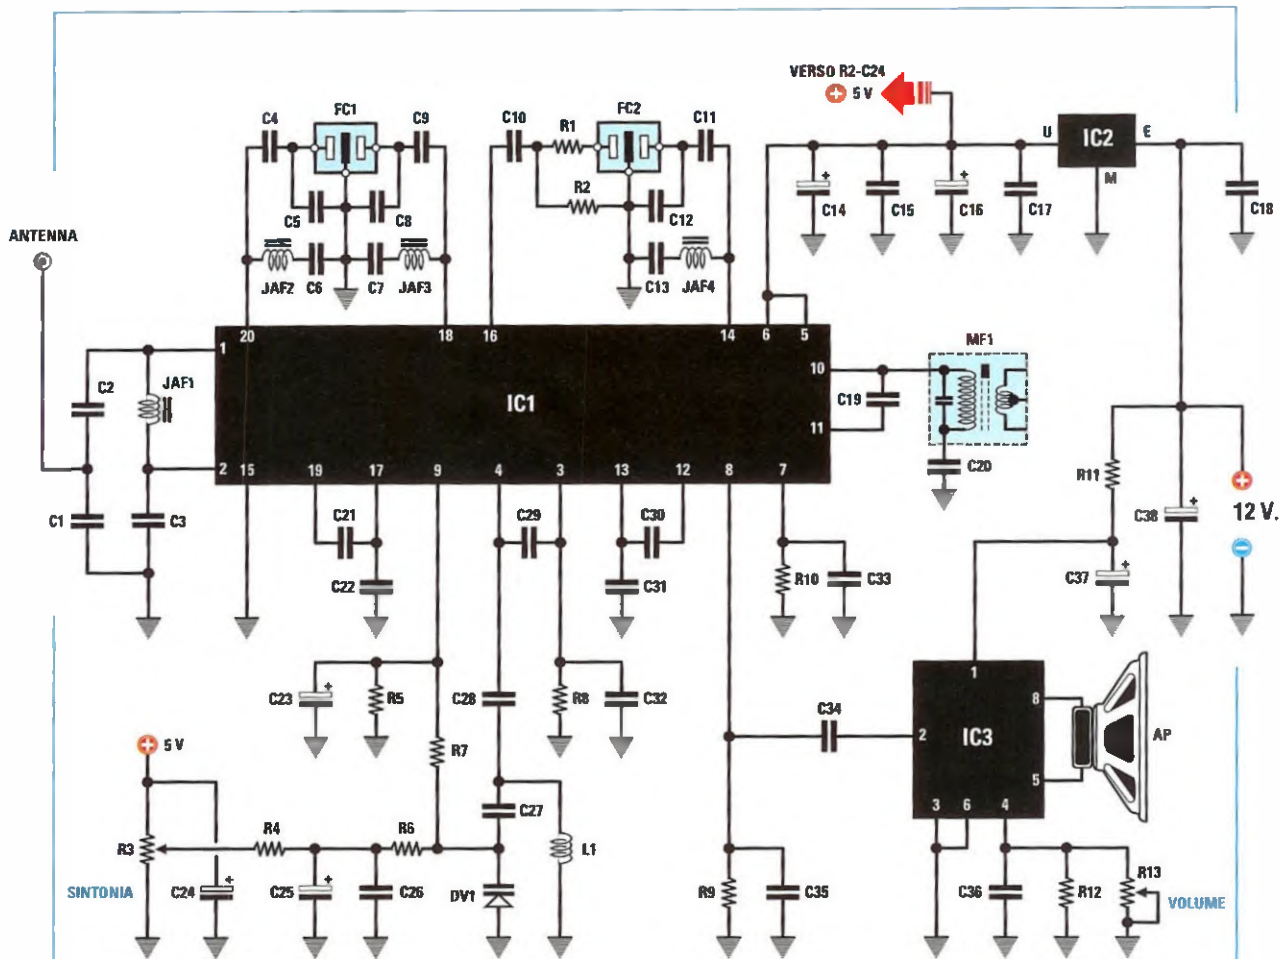 VERSO R2-C24
5 V
C4
FC1
C9
C10
R1
FC2
C11
U
IC2
E
M
C5
C8
R2
C12
C14
C15
C16
C17
C18
ANTENNA
JAF2
C6
C7
JAF3
C13
JAF4
20
18
16
14
6
5
MF1
1
10
C2
JAF1
IC1
C19
11
2
15
19
17
9
4
3
13
12
8
7
C20
R11
C1
C3
C21
C29
C30
C38
12 V.
C22
C31
R10
C33
C37
C23
R5
C28
R8
C32
1
C34
8
5 V
R7
2
IC3
AP
5
C27
3
6
4
R3
R4
R6
L1
R13
SINTONIA
C24
C25
C26
DV1
R9
C35
C36
R12
VOLUME